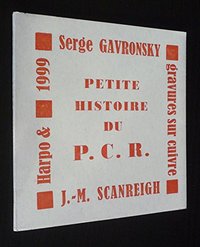 Serge GAVRONSKY
Harpo & 1999
gravures sur cuivre
PETITE
HISTOIRE
DU
P. C. R.
J.-M. SCANREIGH